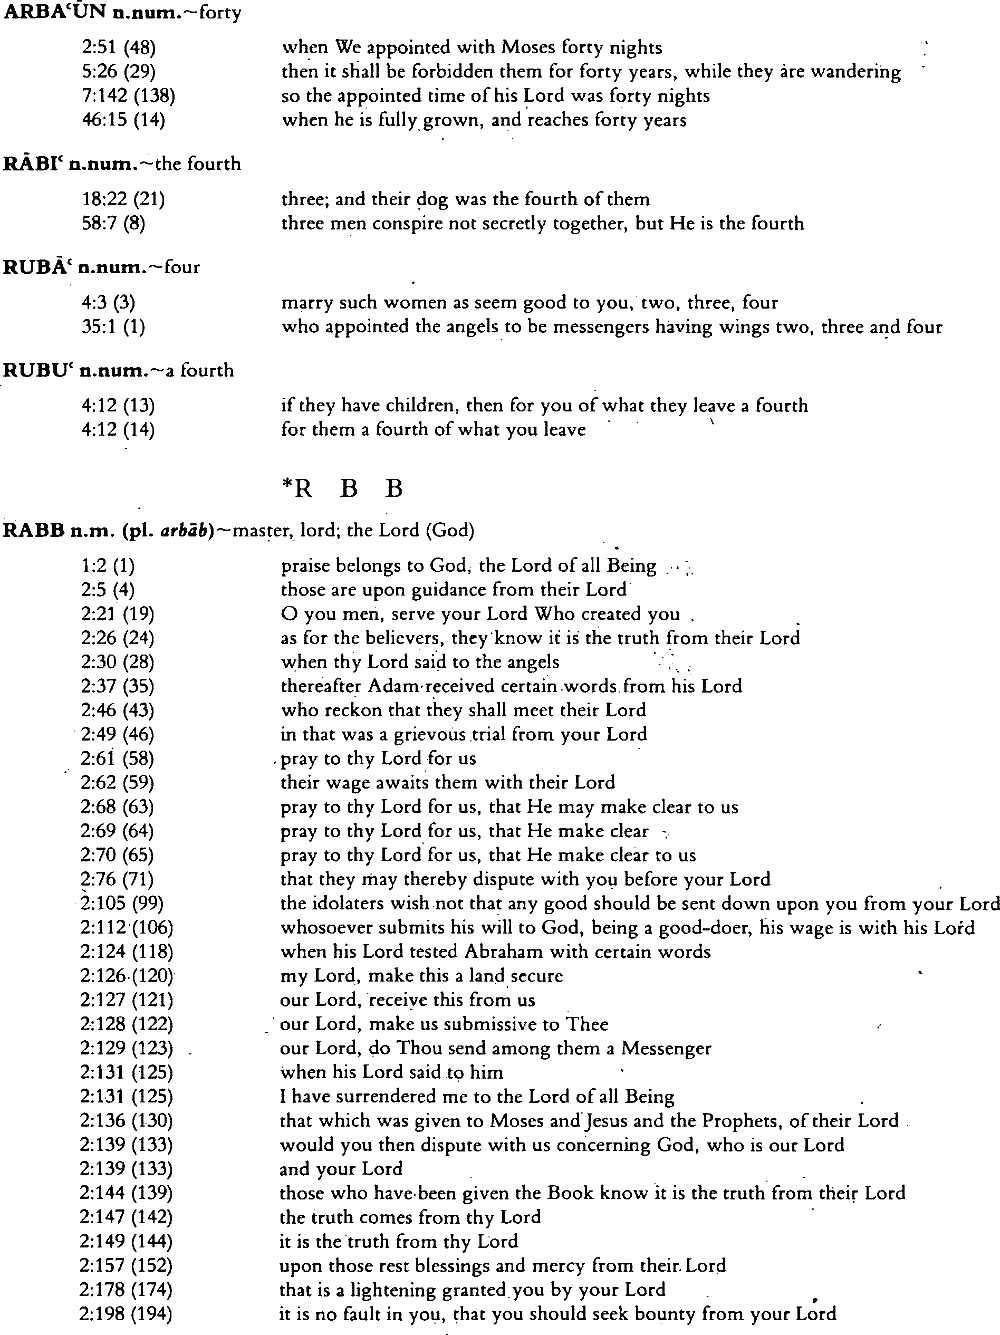 ARBAʿŪN n.num.~forty
2:51 (48) when We appointed with Moses forty nights
5:26 (29) then it shall be forbidden them for forty years, while they are wandering
7:142 (138) so the appointed time of his Lord was forty nights
46:15 (14) when he is fully grown, and reaches forty years
RĀBIʿ n.num.~the fourth
18:22 (21) three; and their dog was the fourth of them
58:7 (8) three men conspire not secretly together, but He is the fourth
RUBĀʿ n.num.~four
4:3 (3) marry such women as seem good to you, two, three, four
35:1 (1) who appointed the angels to be messengers having wings two, three and four
RUBUʿ n.num.~a fourth
4:12 (13) if they have children, then for you of what they leave a fourth
4:12 (14) for them a fourth of what you leave
*R B B
RABB n.m. (pl. arbāb)~master, lord; the Lord (God)
1:2 (1) praise belongs to God, the Lord of all Being
2:5 (4) those are upon guidance from their Lord
2:21 (19) O you men, serve your Lord Who created you
2:26 (24) as for the believers, they know it is the truth from their Lord
2:30 (28) when thy Lord said to the angels
2:37 (35) thereafter Adam received certain words from his Lord
2:46 (43) who reckon that they shall meet their Lord
2:49 (46) in that was a grievous trial from your Lord
2:61 (58) pray to thy Lord for us
2:62 (59) their wage awaits them with their Lord
2:68 (63) pray to thy Lord for us, that He may make clear to us
2:69 (64) pray to thy Lord for us, that He make clear
2:70 (65) pray to thy Lord for us, that He make clear to us
2:76 (71) that they may thereby dispute with you before your Lord
2:105 (99) the idolaters wish not that any good should be sent down upon you from your Lord
2:112 (106) whosoever submits his will to God, being a good-doer, his wage is with his Lord
2:124 (118) when his Lord tested Abraham with certain words
2:126 (120) my Lord, make this a land secure
2:127 (121) our Lord, receive this from us
2:128 (122) our Lord, make us submissive to Thee
2:129 (123) our Lord, do Thou send among them a Messenger
2:131 (125) when his Lord said to him
2:131 (125) I have surrendered me to the Lord of all Being
2:136 (130) that which was given to Moses and Jesus and the Prophets, of their Lord
2:139 (133) would you then dispute with us concerning God, who is our Lord
2:139 (133) and your Lord
2:144 (139) those who have been given the Book know it is the truth from their Lord
2:147 (142) the truth comes from thy Lord
2:149 (144) it is the truth from thy Lord
2:157 (152) upon those rest blessings and mercy from their Lord
2:178 (174) that is a lightening granted you by your Lord
2:198 (194) it is no fault in you, that you should seek bounty from your Lord